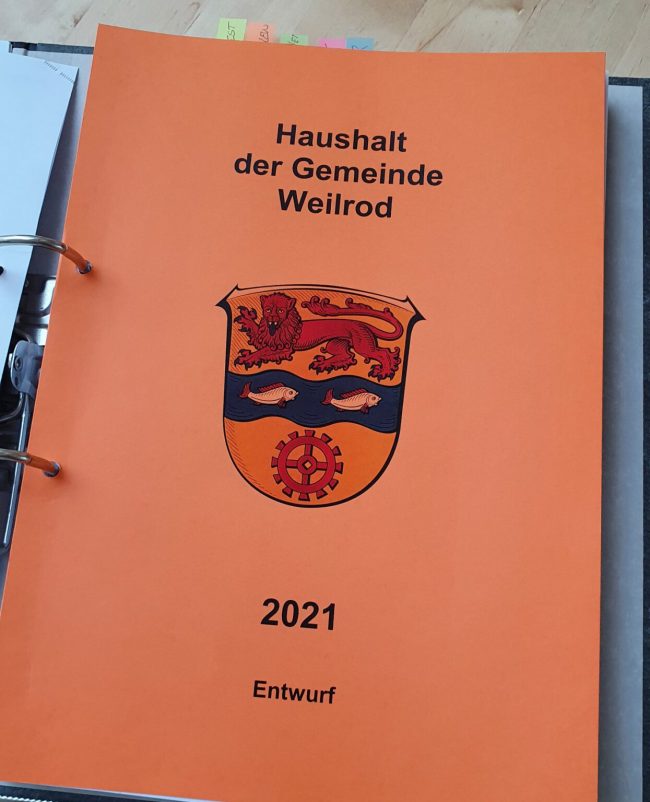 Haushalt
der Gemeinde
Weilrod
2021
Entwurf